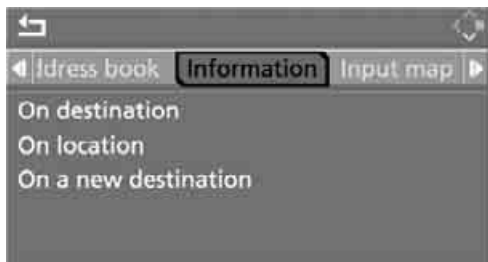 ldress book Information Input map
On destination
On location
On a new destination